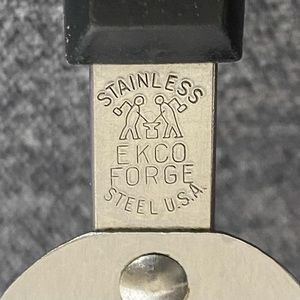 STAINLESS
EKCO
FORGE
STEEL U.S.A.